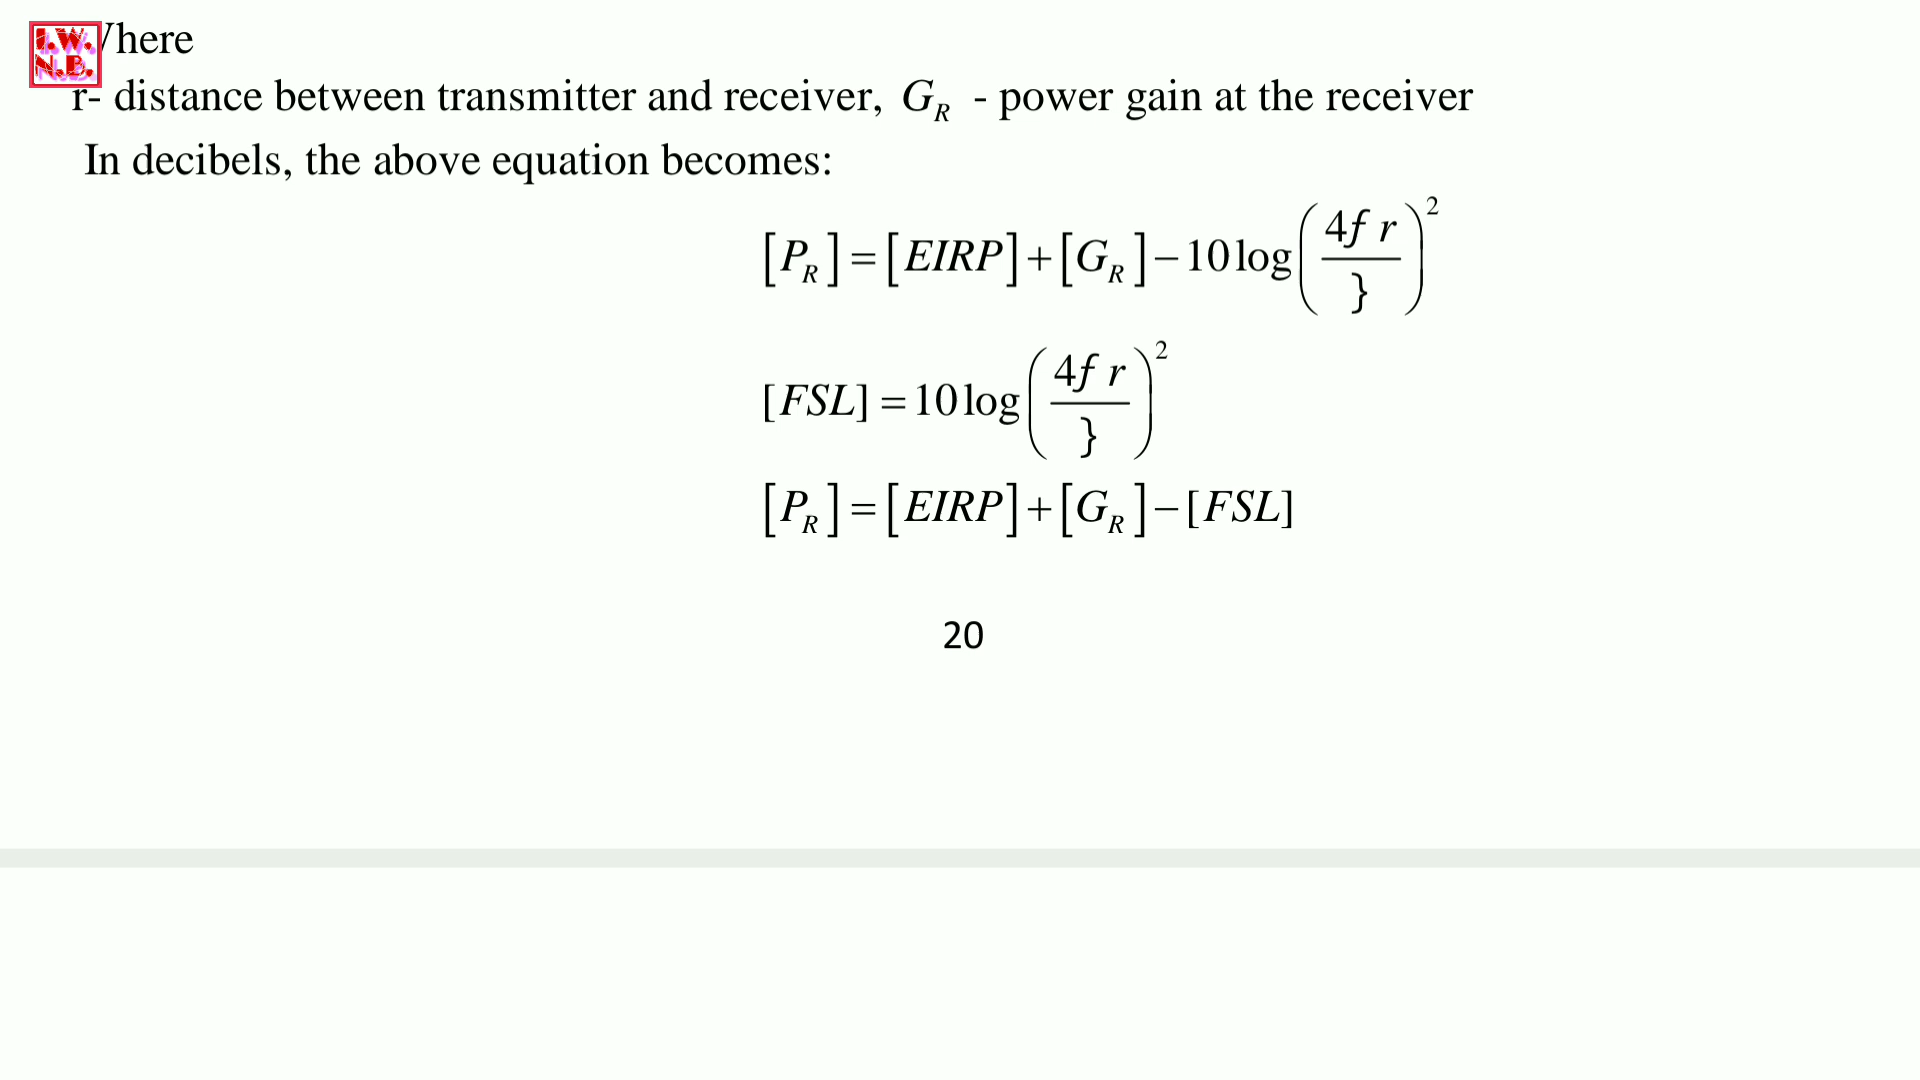 I.W.
N.B.
here
r- distance between transmitter and receiver, G_R - power gain at the receiver
In decibels, the above equation becomes:
[P_R] = [EIRP] + [G_R] − 10 log(4f r / })^2
[FSL] = 10 log(4f r / })^2
[P_R] = [EIRP] + [G_R] − [FSL]
20